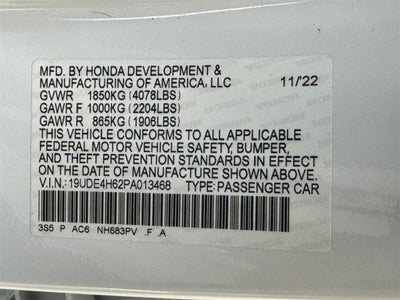 MFD. BY HONDA DEVELOPMENT &
MANUFACTURING OF AMERICA, LLC 11/'22
GVWR 1850KG (4078LBS)
GAWR F 1000KG (2204LBS)
GAWR R 865KG (1906LBS)
THIS VEHICLE CONFORMS TO ALL APPLICABLE
FEDERAL MOTOR VEHICLE SAFETY, BUMPER,
AND THEFT PREVENTION STANDARDS IN EFFECT
ON THE DATE OF MANUFACTURE SHOWN ABOVE.
V.I.N.: 19UDE4H62PA013468 TYPE: PASSENGER CAR
3S5 P AC6 NH883PV .F .A